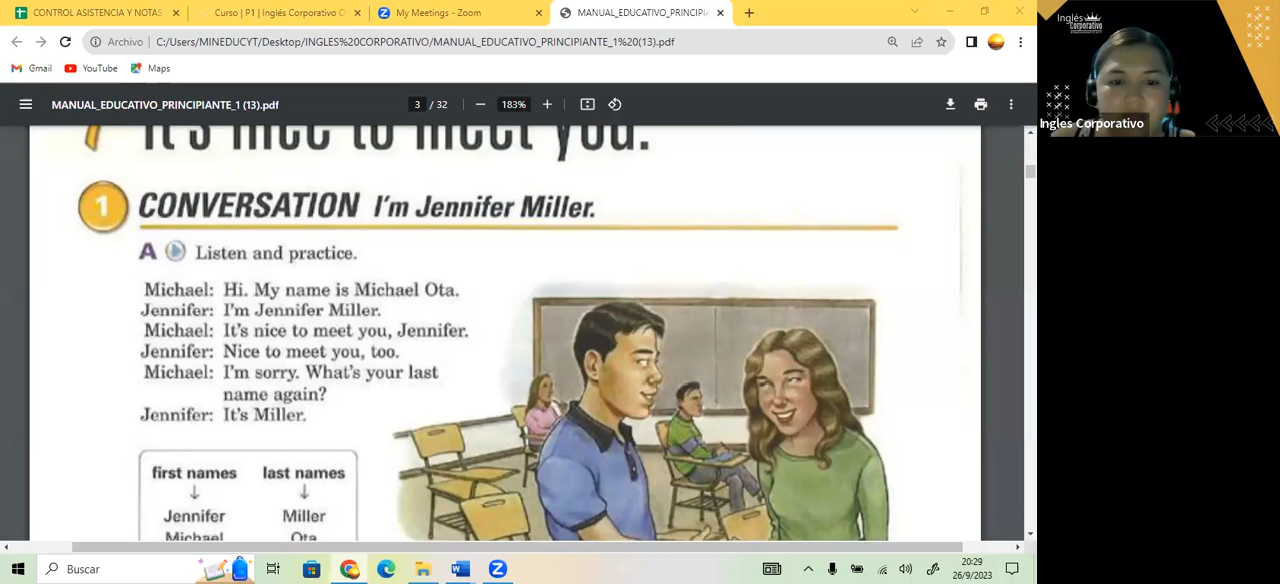 CONTROL ASISTENCIA Y NOTAS
Curso | P1 | Inglés Corporativo C
My Meetings - Zoom
MANUAL_EDUCATIVO_PRINCIPI
Archivo
C:/Users/MINEDUCYT/Desktop/INGLES%20CORPORATIVO/MANUAL_EDUCATIVO_PRINCIPIANTE_1%20(13).pdf
Gmail
YouTube
Maps
MANUAL_EDUCATIVO_PRINCIPIANTE_1 (13).pdf
3 / 32
183%
It's nice to meet you.
1 CONVERSATION I'm Jennifer Miller.
A Listen and practice.
Michael: Hi. My name is Michael Ota.
Jennifer: I'm Jennifer Miller.
Michael: It's nice to meet you, Jennifer.
Jennifer: Nice to meet you, too.
Michael: I'm sorry. What's your last
name again?
Jennifer: It's Miller.
first names last names
Jennifer Miller
Michael Ota
Inglés
Corporativo
Ingles Corporativo
Buscar
20:29
26/9/2023